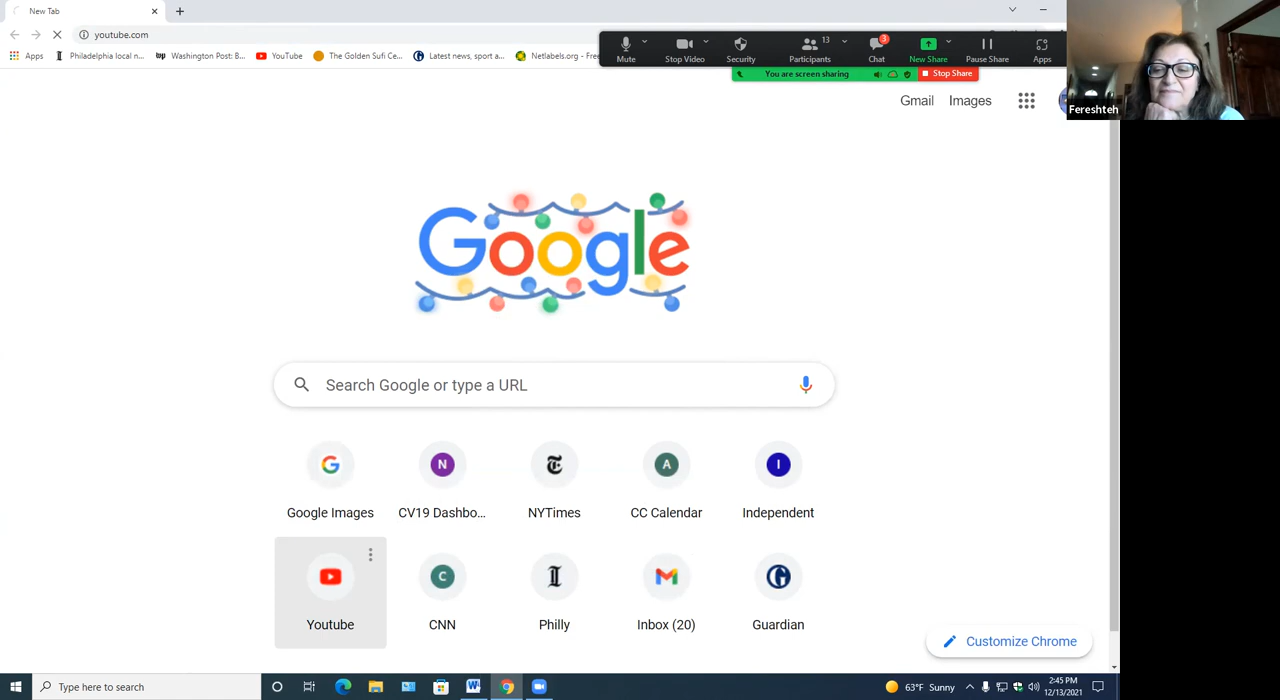 New Tab
youtube.com
Apps
Philadelphia local n...
Washington Post: B...
YouTube
The Golden Sufi Ce...
Latest news, sport a...
Netlabels.org - Free
Mute
Stop Video
Security
13
Participants
3
Chat
New Share
Pause Share
Apps
You are screen sharing
Stop Share
Fereshteh
Gmail
Images
Google
Search Google or type a URL
Google Images
N
CV19 Dashbo...
NYTimes
A
CC Calendar
I
Independent
Youtube
C
CNN
Philly
Inbox (20)
Guardian
Customize Chrome
Type here to search
63°F Sunny
2:45 PM
12/13/2021